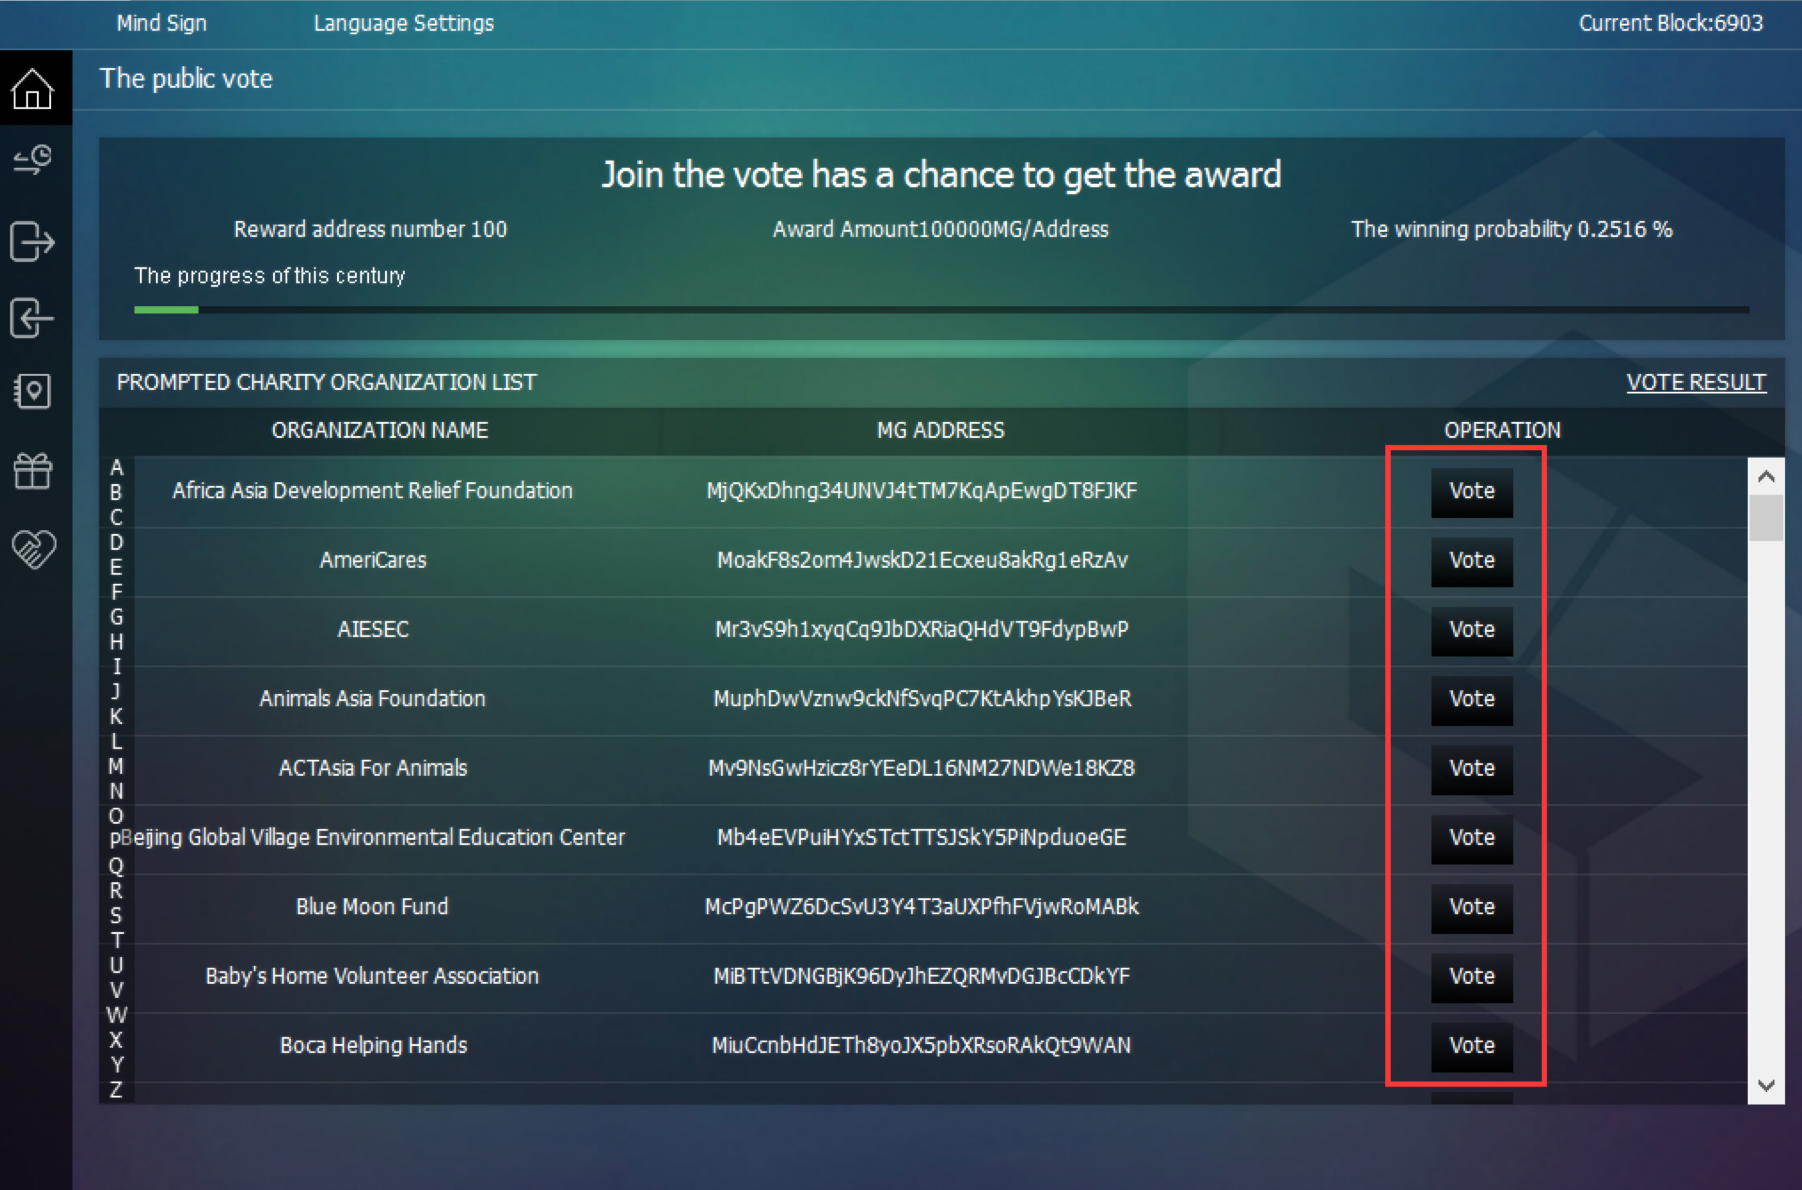 Mind Sign Language Settings Current Block:6903
The public vote
Join the vote has a chance to get the award
Reward address number 100 Award Amount100000MG/Address The winning probability 0.2516 %
The progress of this century
PROMPTED CHARITY ORGANIZATION LIST VOTE RESULT
ORGANIZATION NAME MG ADDRESS OPERATION
A
B
C
D
E
F
G
H
I
J
K
L
M
N
O
P
Q
R
S
T
U
V
W
X
Y
Z
Africa Asia Development Relief Foundation MjQKxDhng34UNVJ4tTM7KqApEwgDT8FJKF Vote
AmeriCares MoakF8s2om4JwskD21Ecxeu8akRg1eRzAv Vote
AIESEC Mr3vS9h1xyqCq9JbDXRiaQHdVT9FdypBwP Vote
Animals Asia Foundation MuphDwVznw9ckNfSvqPC7KtAkhpYsKJBeR Vote
ACTAsia For Animals Mv9NsGwHzicz8rYEeDL16NM27NDWe18KZ8 Vote
Beijing Global Village Environmental Education Center Mb4eEVPuiHYxSTctTTSJSkY5PiNpduoeGE Vote
Blue Moon Fund McPgPWZ6DcSvU3Y4T3aUXPfhFVjwRoMABk Vote
Baby's Home Volunteer Association MiBTtVDNGBjK96DyJhEZQRMvDGJBcCDkYF Vote
Boca Helping Hands MiuCcnbHdJETh8yoJX5pbXRsoRAkQt9WAN Vote